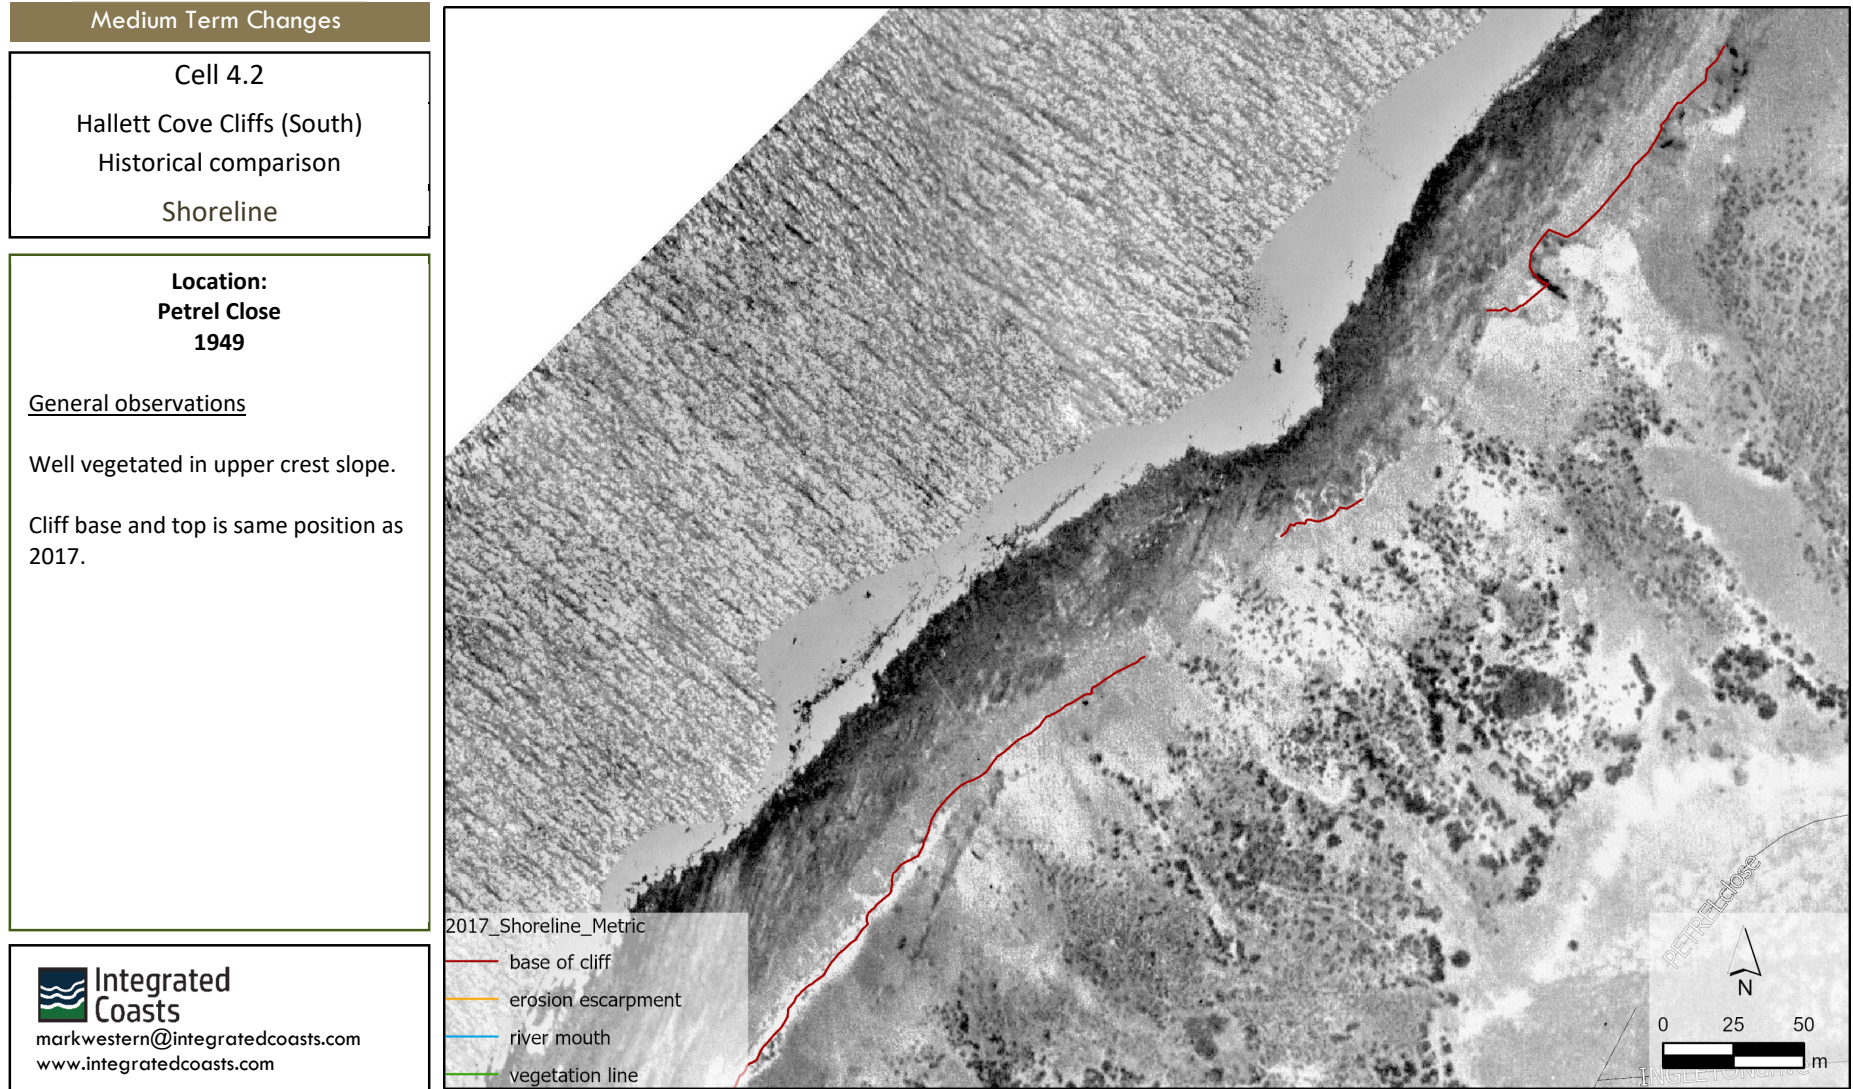 Medium Term Changes
Cell 4.2
Hallett Cove Cliffs (South)
Historical comparison
Shoreline
Location:
Petrel Close
1949
General observations
Well vegetated in upper crest slope.
Cliff base and top is same position as
2017.
Integrated
Coasts
markwestern@integratedcoasts.com
www.integratedcoasts.com
2017_Shoreline_Metric
base of cliff
erosion escarpment
river mouth
vegetation line
PETRELclose
N
0 25 50
m